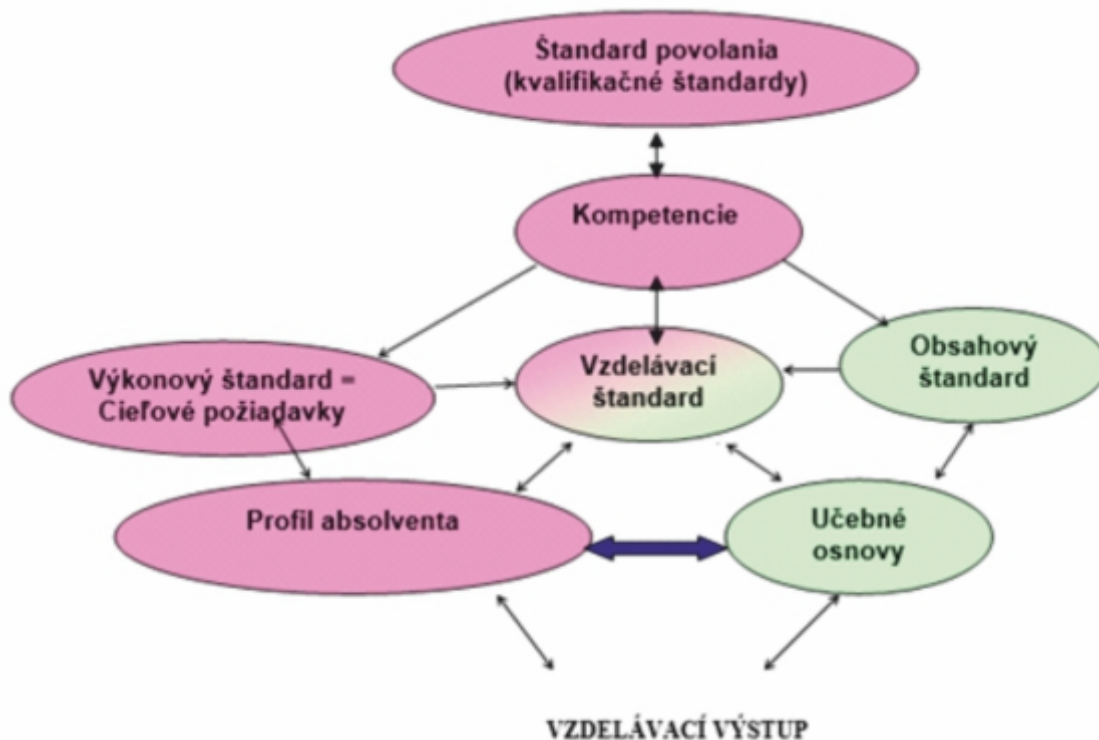 Štandard povolania
(kvalifikačné štandardy)
Kompetencie
Obsahový
štandard
Vzdelávací
štandard
Výkonový štandard =
Cieľové požiadavky
Profil absolventa
Učebné
osnovy
VZDELÁVACÍ VÝSTUP